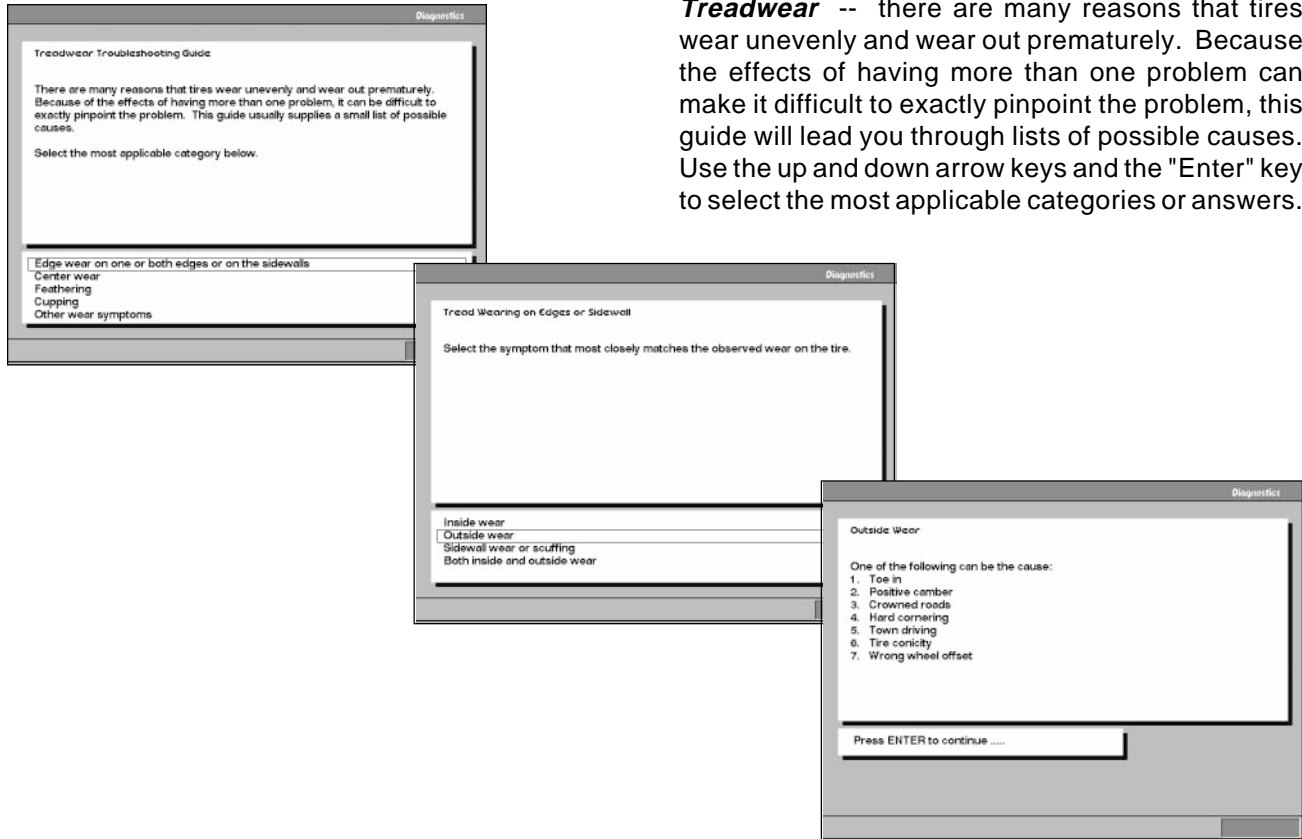 Treadwear -- there are many reasons that tires
wear unevenly and wear out prematurely. Because
the effects of having more than one problem can
make it difficult to exactly pinpoint the problem, this
guide will lead you through lists of possible causes.
Use the up and down arrow keys and the "Enter" key
to select the most applicable categories or answers.
Diagnostics
Treadwear Troubleshooting Guide
There are many reasons that tires wear unevenly and wear out prematurely.
Because of the effects of having more than one problem, it can be difficult to
exactly pinpoint the problem. This guide usually supplies a small list of possible
causes.
Select the most applicable category below.
Edge wear on one or both edges or on the sidewalls
Center wear
Feathering
Cupping
Other wear symptoms
Diagnostics
Tread Wearing on Edges or Sidewall
Select the symptom that most closely matches the observed wear on the tire.
Inside wear
Outside wear
Sidewall wear or scuffing
Both inside and outside wear
Diagnostics
Outside Wear
One of the following can be the cause:
1. Toe in
2. Positive camber
3. Crowned roads
4. Hard cornering
5. Town driving
6. Tire conicity
7. Wrong wheel offset
Press ENTER to continue .....